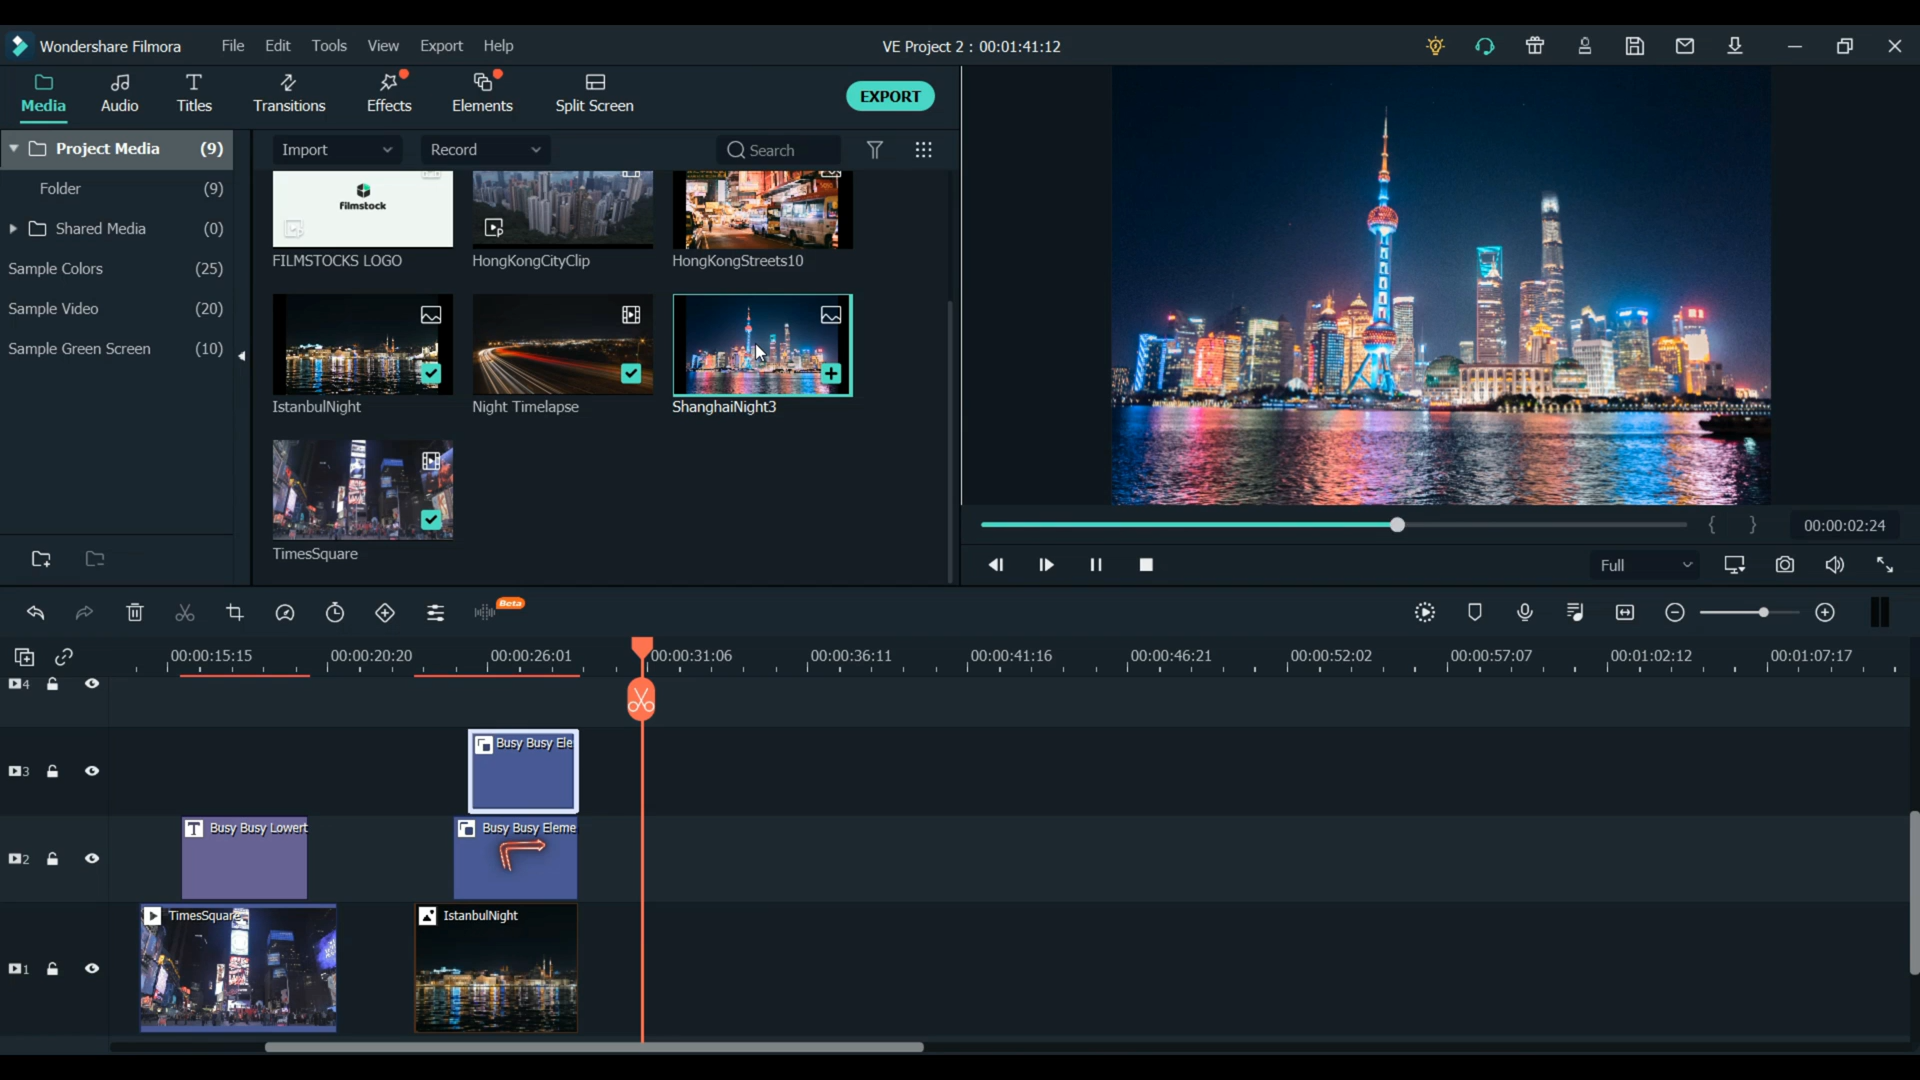 Wondershare Filmora File Edit Tools View Export Help VE Project 2 : 00:01:41:12
Media Audio Titles Transitions Effects Elements Split Screen EXPORT
Project Media (9)
Import Record Search
Folder (9)
Shared Media (0)
Sample Colors (25)
Sample Video (20)
Sample Green Screen (10)
filmstock
FILMSTOCKS LOGO HongKongCityClip HongKongStreets10
IstanbulNight Night Timelapse ShanghaiNight3
TimesSquare
00:00:02:24
Full
Beta
00:00:15:15 00:00:20:20 00:00:26:01 00:00:31:06 00:00:36:11 00:00:41:16 00:00:46:21 00:00:52:02 00:00:57:07 00:01:02:12 00:01:07:17
4
3 Busy Busy Ele
2 T Busy Busy Lowert Busy Busy Eleme
1 TimesSquare IstanbulNight